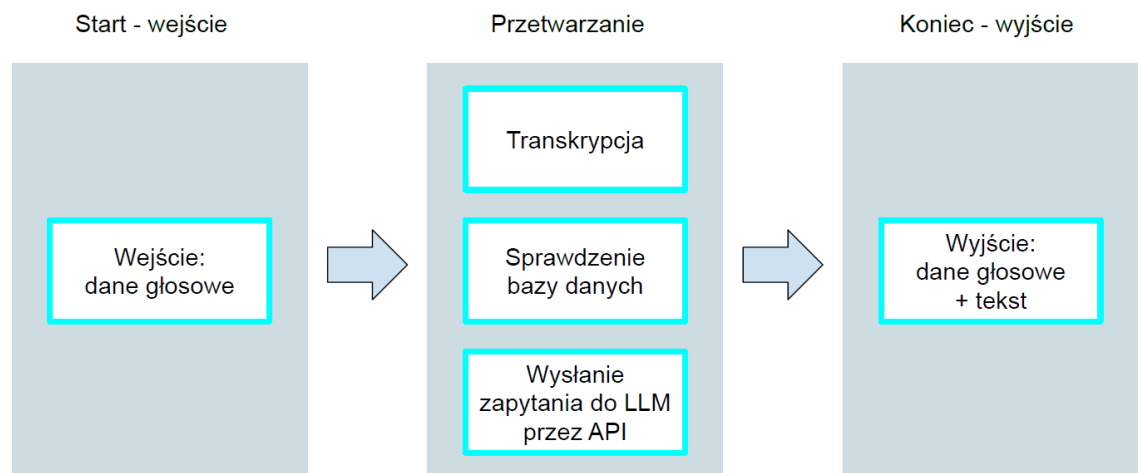 Start - wejście
Przetwarzanie
Koniec - wyjście
Wejście:
dane głosowe
Transkrypcja
Sprawdzenie
bazy danych
Wysłanie
zapytania do LLM
przez API
Wyjście:
dane głosowe
+ tekst